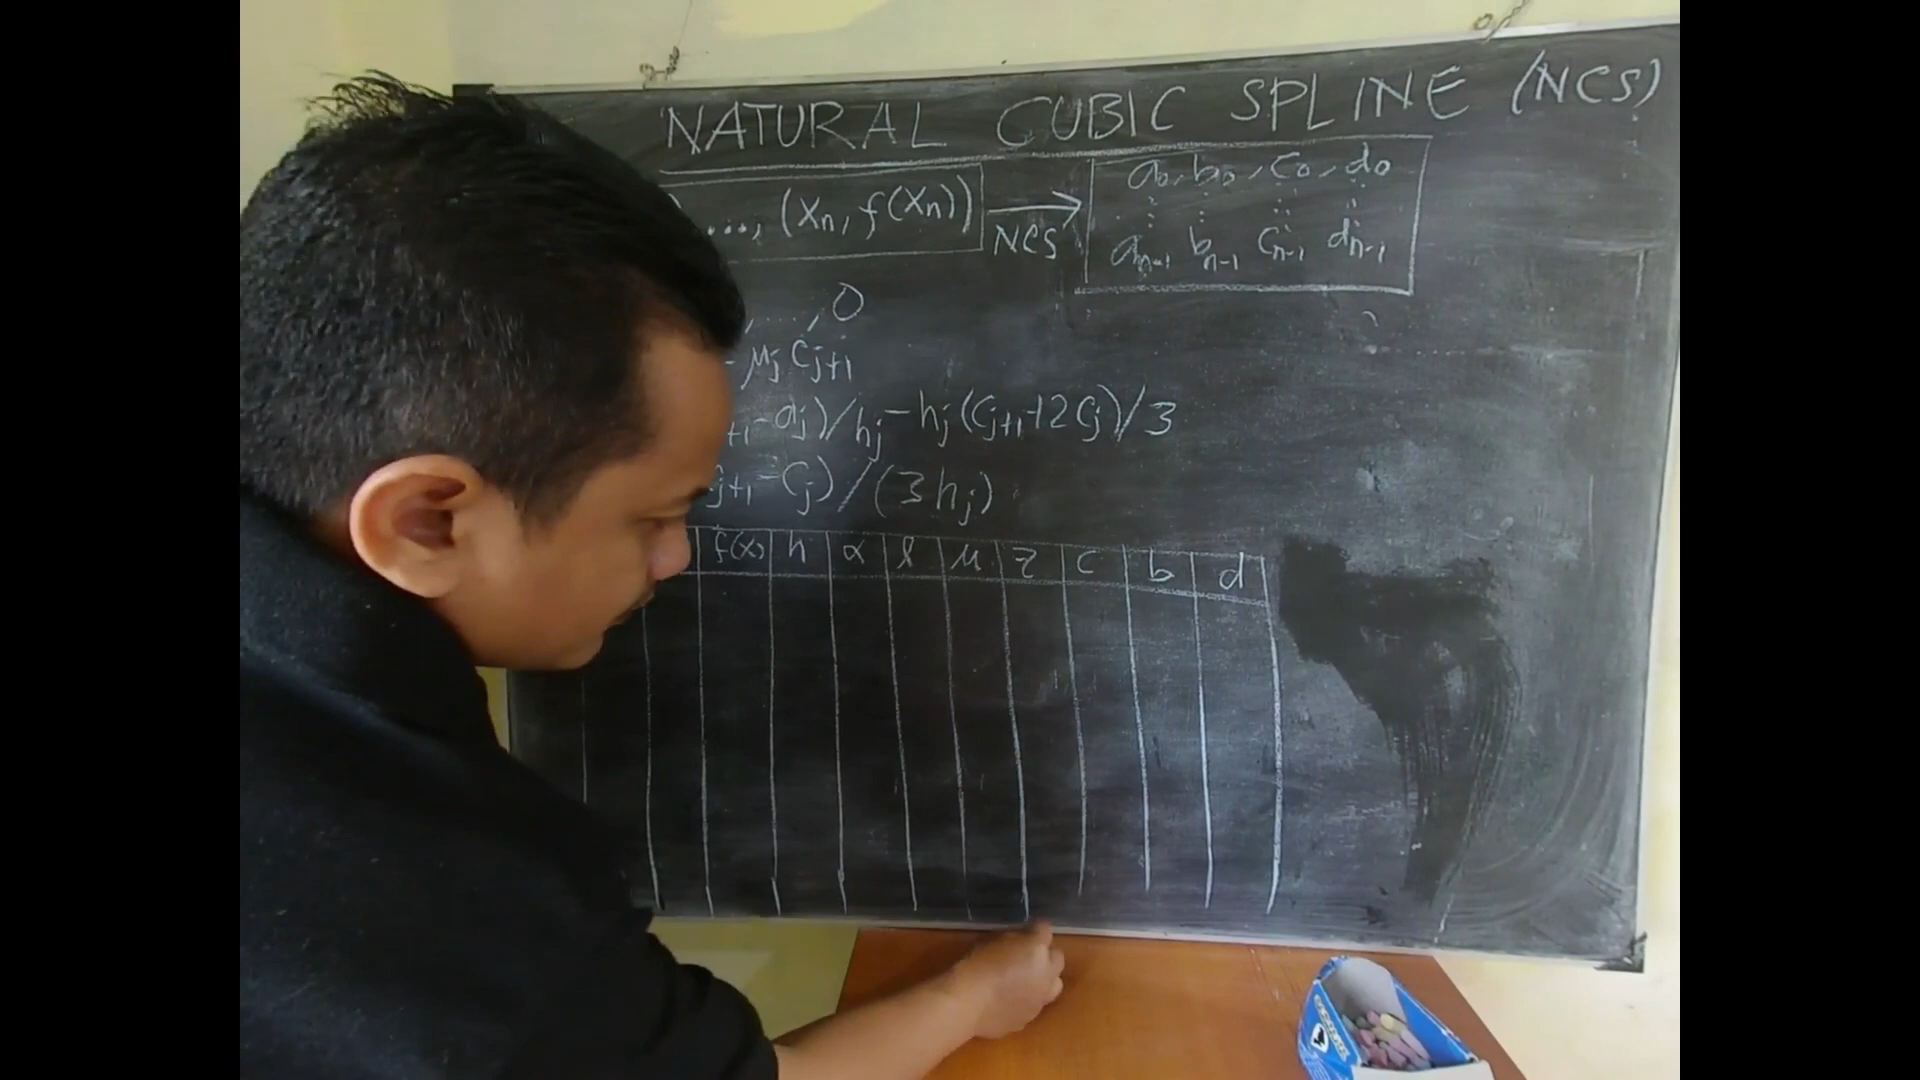 NATURAL CUBIC SPLINE (NCS)
..., (xₙ, f(xₙ))
NCS
a₀, b₀, c₀, d₀
aₙ₋₁ bₙ₋₁ cₙ₋₁ dₙ₋₁
, ..., 0
- μⱼ cⱼ₊₁
₊₁ - aⱼ)/hⱼ - hⱼ(cⱼ₊₁+2cⱼ)/3
ⱼ₊₁ - cⱼ)/(3hⱼ)
f(x) h α l μ z c b d